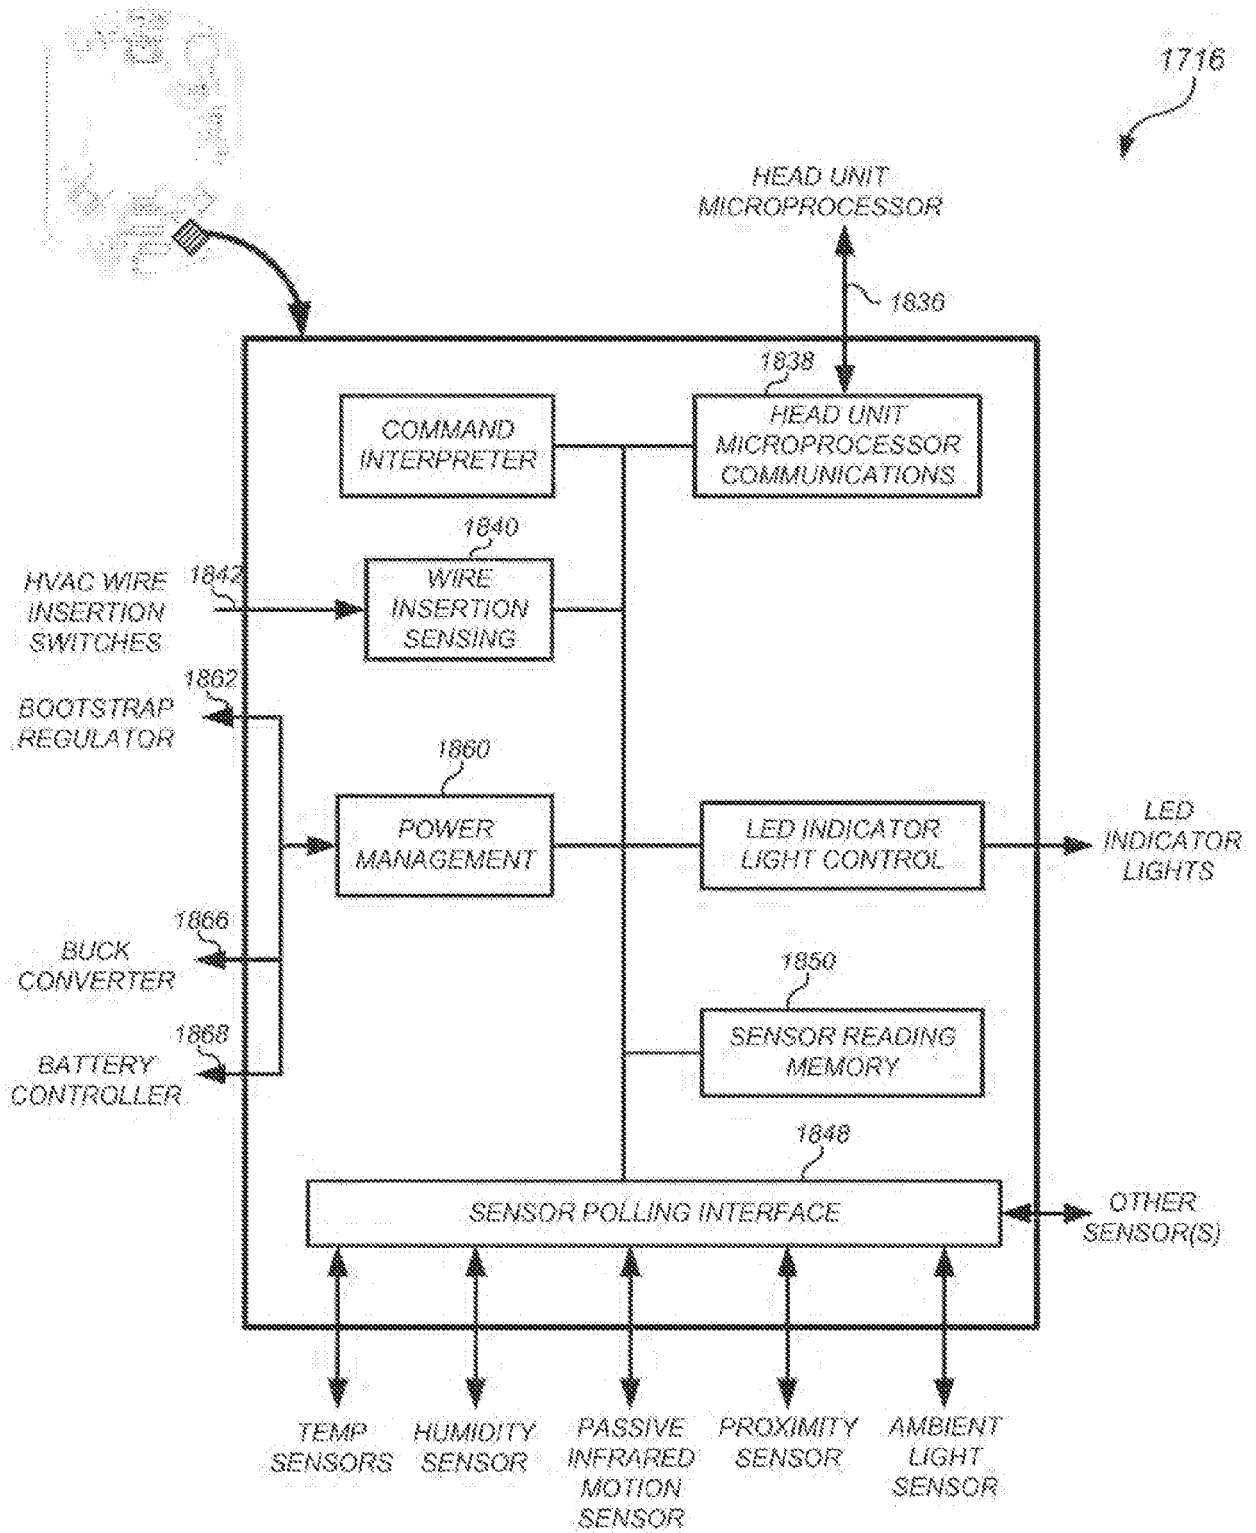 1716
HEAD UNIT
MICROPROCESSOR
1836
1838
COMMAND
INTERPRETER
HEAD UNIT
MICROPROCESSOR
COMMUNICATIONS
1840
HVAC WIRE
INSERTION
SWITCHES
1842
WIRE
INSERTION
SENSING
1862
BOOTSTRAP
REGULATOR
1860
POWER
MANAGEMENT
LED INDICATOR
LIGHT CONTROL
LED
INDICATOR
LIGHTS
1866
BUCK
CONVERTER
1850
SENSOR READING
MEMORY
1868
BATTERY
CONTROLLER
1848
SENSOR POLLING INTERFACE
OTHER
SENSOR(S)
TEMP
SENSORS
HUMIDITY
SENSOR
PASSIVE
INFRARED
MOTION
SENSOR
PROXIMITY
SENSOR
AMBIENT
LIGHT
SENSOR